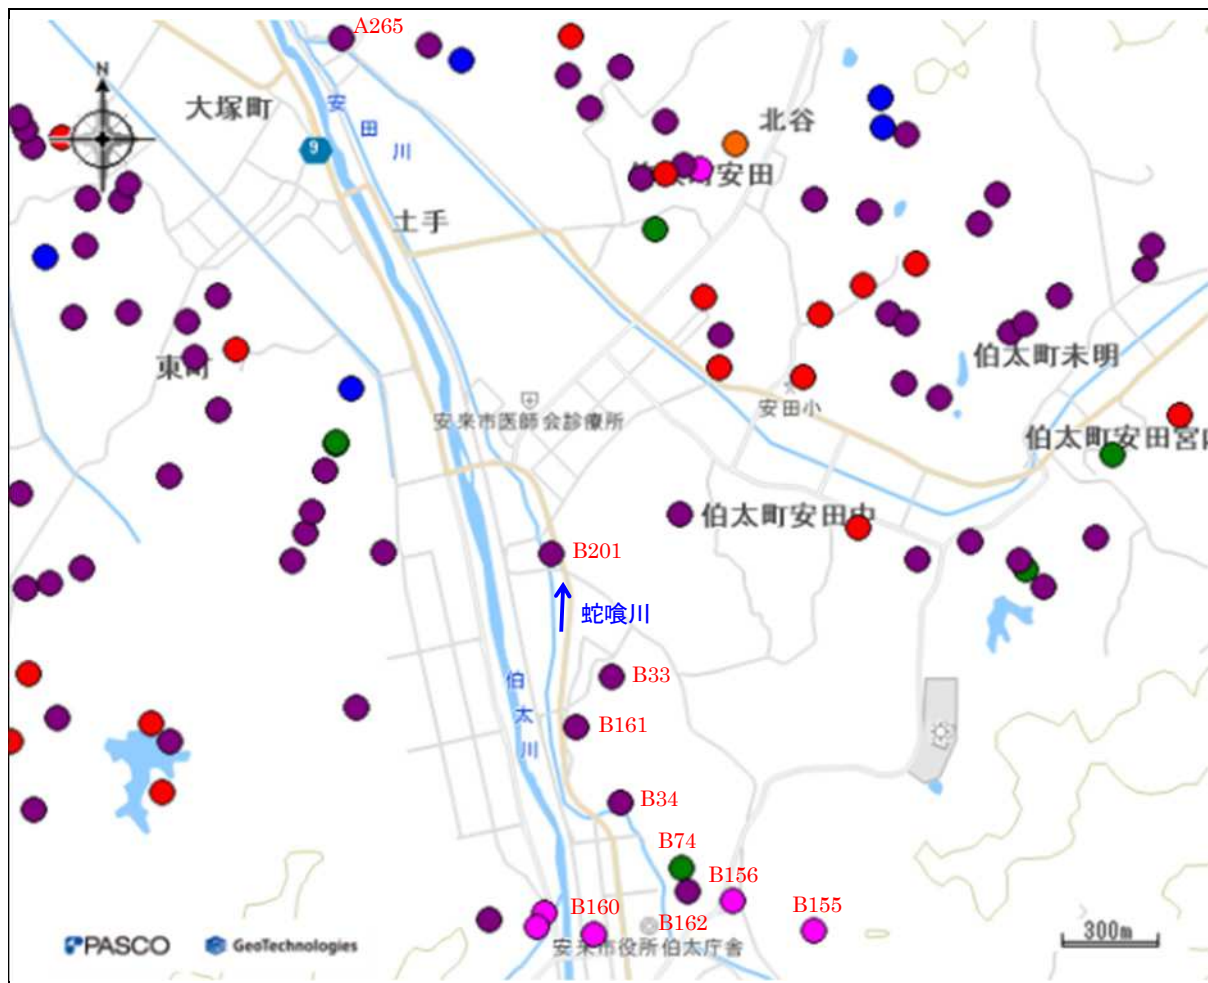 A265
N
大塚町
安田川
9
北谷
安田
土手
東町
伯太町未明
安田小
安来市医師会診療所
伯太町安田宮内
伯太町安田中
B201
蛇喰川
B33
伯太川
B161
B34
B74
B156
B160
B162
B155
安来市役所伯太庁舎
PASCO
GeoTechnologies
300m